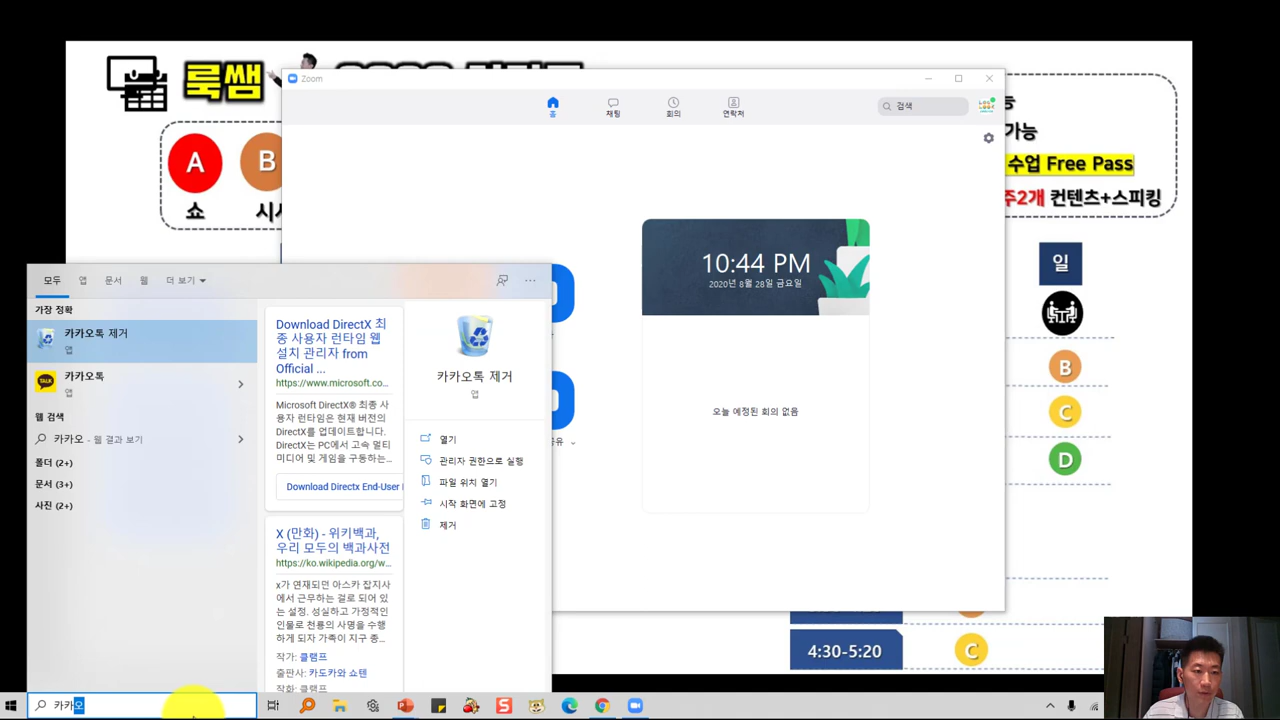 룩쌤
A
B
쇼
가능
수업 Free Pass
주2개 컨텐츠+스피킹
일
B
C
D
4:30-5:20
C
Zoom
홈
채팅
회의
연락처
검색
10:44 PM
2020년 8월 28일 금요일
오늘 예정된 회의 없음
모두
앱
문서
웹
더 보기
가장 정확
카카오톡 제거
앱
카카오톡
앱
웹 검색
카카오 - 웹 결과 보기
폴더 (2+)
문서 (3+)
사진 (2+)
Download DirectX 최
종 사용자 런타임 웹
설치 관리자 from
Official ...
https://www.microsoft.co...
Microsoft DirectX® 최종 사
용자 런타임은 현재 버전의
DirectX를 업데이트합니다.
DirectX는 PC에서 고속 멀티
미디어 및 게임을 구동하는...
Download Directx End-User
X (만화) - 위키백과,
우리 모두의 백과사전
https://ko.wikipedia.org/w...
x가 연재되던 아스카 잡지사
에서 근무하는 걸로 되어 있
는 설정. 성실하고 가정적인
인물로 천룡의 사명을 수행
하게 되자 가족이 지구 종...
작가: 클램프
출판사: 카도카와 쇼텐
작화: 클램프
카카오톡 제거
앱
열기
관리자 권한으로 실행
파일 위치 열기
시작 화면에 고정
제거
카카오